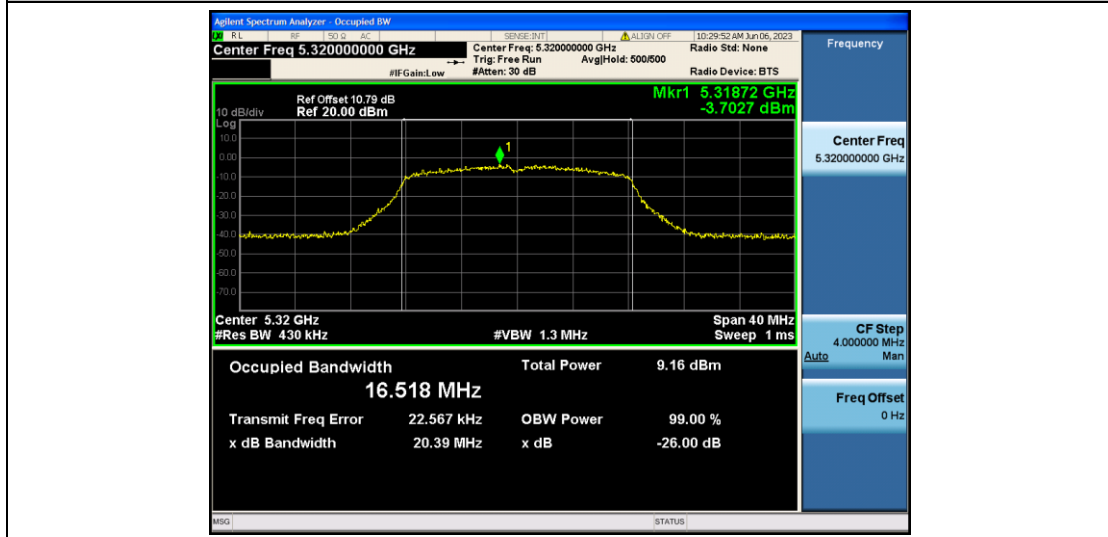 Agilent Spectrum Analyzer - Occupied BW
RL RF 50 Ω AC SENSE:INT ALIGN OFF 10:29:52 AM Jun 06, 2023
Center Freq 5.320000000 GHz Center Freq: 5.320000000 GHz Radio Std: None
Trig: Free Run Avg|Hold: 500/500
#IFGain:Low #Atten: 30 dB Radio Device: BTS
Frequency
Mkr1 5.31872 GHz
-3.7027 dBm
Ref Offset 10.79 dB
10 dB/div Ref 20.00 dBm
Log
10.0
0.00
-10.0
-20.0
-30.0
-40.0
-50.0
-60.0
-70.0
1
Center Freq
5.320000000 GHz
Center 5.32 GHz Span 40 MHz
#Res BW 430 kHz #VBW 1.3 MHz Sweep 1 ms
CF Step
4.000000 MHz
Auto Man
Occupied Bandwidth Total Power 9.16 dBm
16.518 MHz
Transmit Freq Error 22.567 kHz OBW Power 99.00 %
x dB Bandwidth 20.39 MHz x dB -26.00 dB
Freq Offset
0 Hz
MSG STATUS